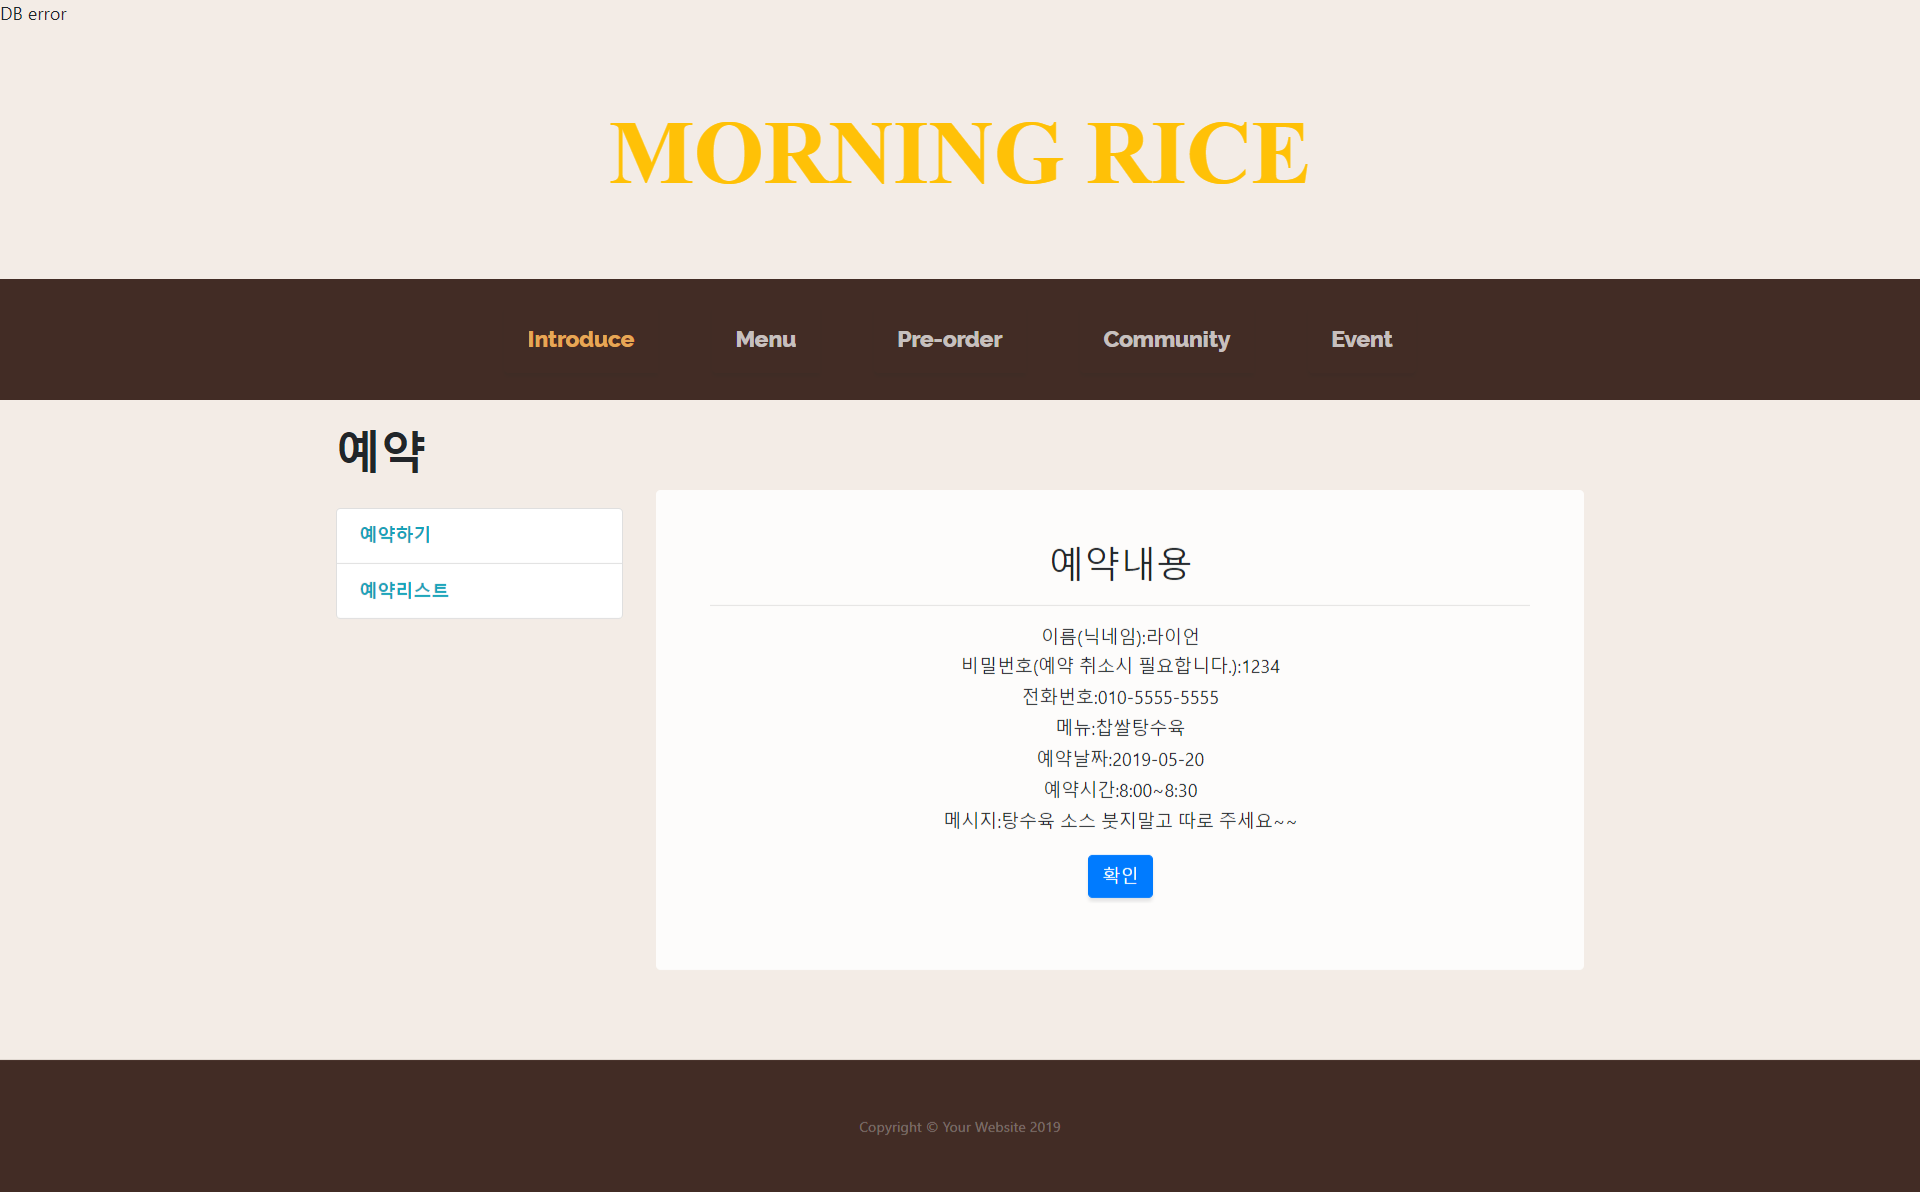 DB error
MORNING RICE
Introduce Menu Pre-order Community Event
예약
예약하기
예약리스트
예약내용
이름(닉네임):라이언
비밀번호(예약 취소시 필요합니다.):1234
전화번호:010-5555-5555
메뉴:찹쌀탕수육
예약날짜:2019-05-20
예약시간:8:00~8:30
메시지:탕수육 소스 붓지말고 따로 주세요~~
확인
Copyright © Your Website 2019